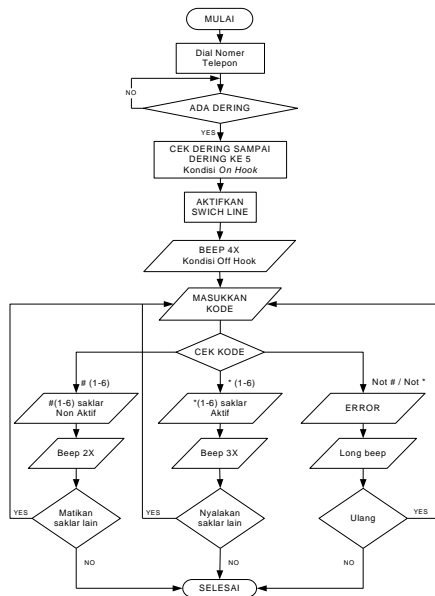 MULAI
Dial Nomer
Telepon
NO
ADA DERING
YES
CEK DERING SAMPAI
DERING KE 5
Kondisi On Hook
AKTIFKAN
SWICH LINE
BEEP 4X
Kondisi Off Hook
MASUKKAN
KODE
CEK KODE
# (1-6)
* (1-6)
Not # / Not *
#(1-6) saklar
Non Aktif
*(1-6) saklar
Aktif
ERROR
Beep 2X
Beep 3X
Long beep
YES
Matikan
saklar lain
YES
Nyalakan
saklar lain
Ulang
YES
NO
NO
NO
SELESAI